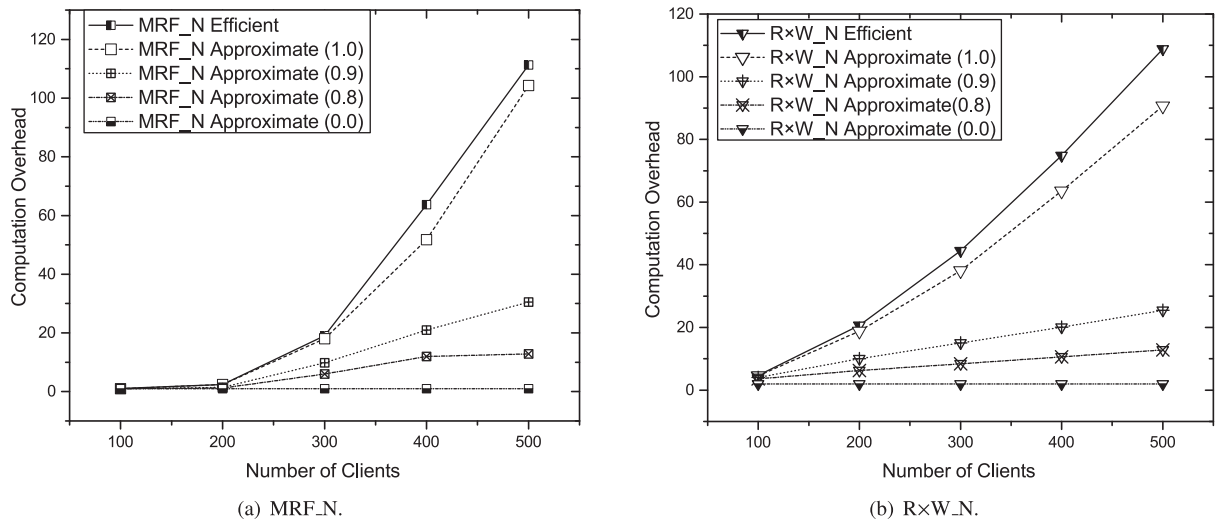 MRF_N Efficient
MRF_N Approximate (1.0)
MRF_N Approximate (0.9)
MRF_N Approximate (0.8)
MRF_N Approximate (0.0)
120
100
80
60
40
20
0
Computation Overhead
100 200 300 400 500
Number of Clients
(a) MRF_N.
R×W_N Efficient
R×W_N Approximate (1.0)
R×W_N Approximate (0.9)
R×W_N Approximate(0.8)
R×W_N Approximate (0.0)
120
100
80
60
40
20
0
Computation Overhead
100 200 300 400 500
Number of Clients
(b) R×W_N.